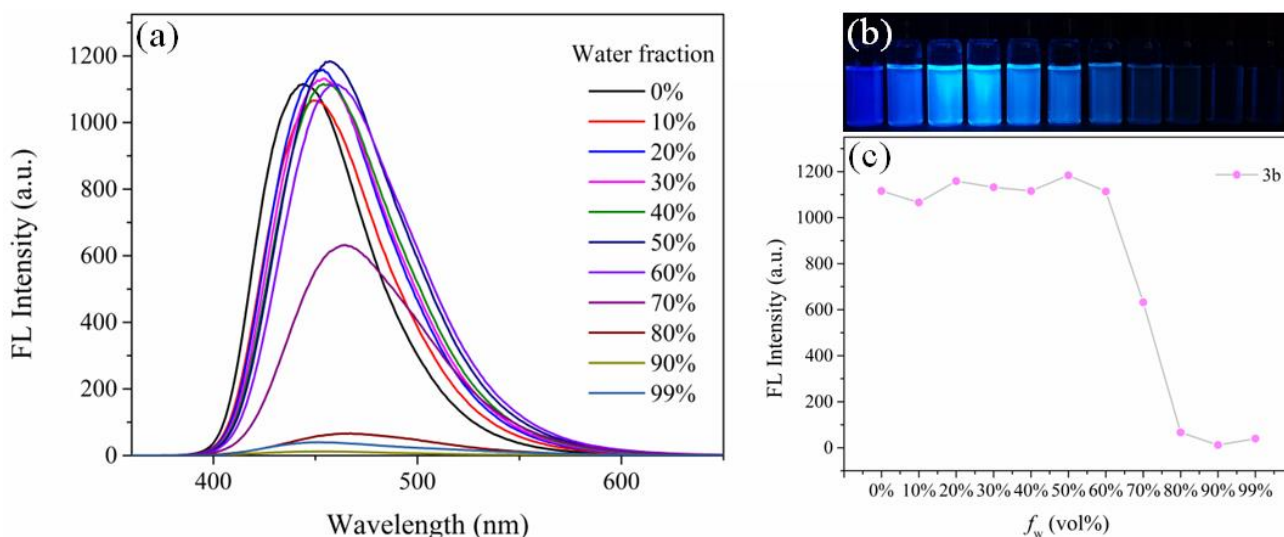 (a)
1200
1000
800
600
400
200
0
400
500
600
FL Intensity (a.u.)
Wavelength (nm)
Water fraction
0%
10%
20%
30%
40%
50%
60%
70%
80%
90%
99%
(b)
(c)
3b
1200
1000
800
600
400
200
0
FL Intensity (a.u.)
0% 10% 20% 30% 40% 50% 60% 70% 80% 90% 99%
fw (vol%)